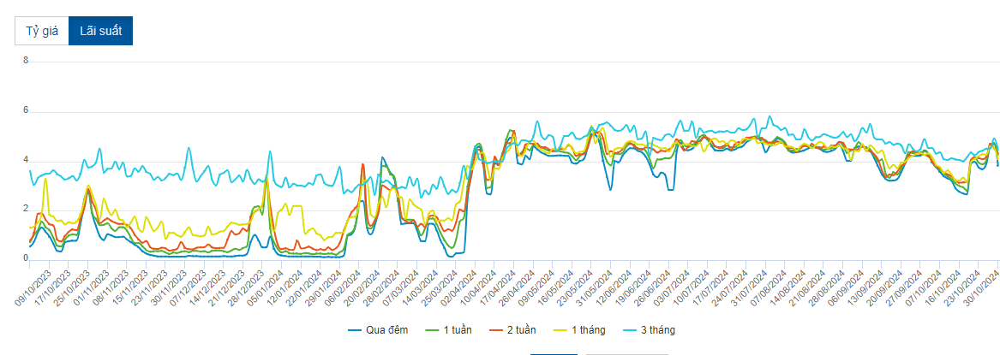 Tỷ giá Lãi suất
8
6
4
2
0
09/10/2023 17/10/2023 25/10/2023 01/11/2023 08/11/2023 15/11/2023 23/11/2023 30/11/2023 07/12/2023 14/12/2023 21/12/2023 28/12/2023 05/01/2024 12/01/2024 22/01/2024 29/01/2024 06/02/2024 20/02/2024 28/02/2024 07/03/2024 14/03/2024 25/03/2024 02/04/2024 10/04/2024 17/04/2024 26/04/2024 09/05/2024 16/05/2024 23/05/2024 31/05/2024 12/06/2024 19/06/2024 26/06/2024 03/07/2024 10/07/2024 17/07/2024 24/07/2024 31/07/2024 07/08/2024 14/08/2024 21/08/2024 28/08/2024 06/09/2024 13/09/2024 20/09/2024 27/09/2024 07/10/2024 16/10/2024 23/10/2024 30/10/2024
Qua đêm 1 tuần 2 tuần 1 tháng 3 tháng